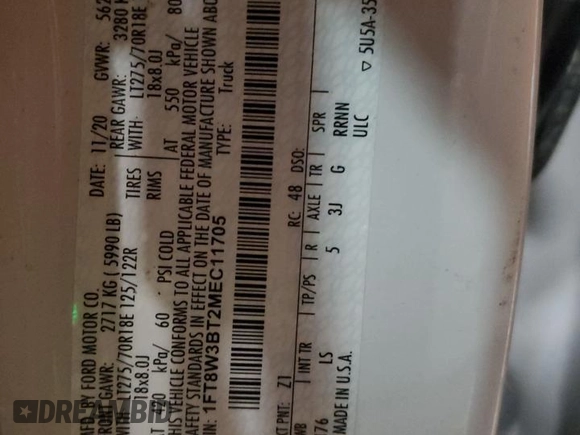 MFD BY FORD MOTOR CO. DATE: 11/20 GVWR:
FRONT GAWR: 2717 KG ( 5990 LB) REAR GAWR: 3280 K
LT275/70R18E 125/122R TIRES WITH: LT275/70R18E
18x8.0J RIMS 18x8.0J
AT kPa/ 60 PSI COLD AT 550 kPa/ 80
THIS VEHICLE CONFORMS TO ALL APPLICABLE FEDERAL MOTOR VEHICLE
SAFETY STANDARDS IN EFFECT ON THE DATE OF MANUFACTURE SHOWN ABO
VIN: 1FT8W3BT2MEC11705 TYPE: Truck
EXT PNT: Z1 RC: 48 DSO:
WB INT TR TP/PS R AXLE TR SPR
176 LS 5 3J G RRNN
MADE IN U.S.A. ULC
▽ 5U5A-35
DREAMBID